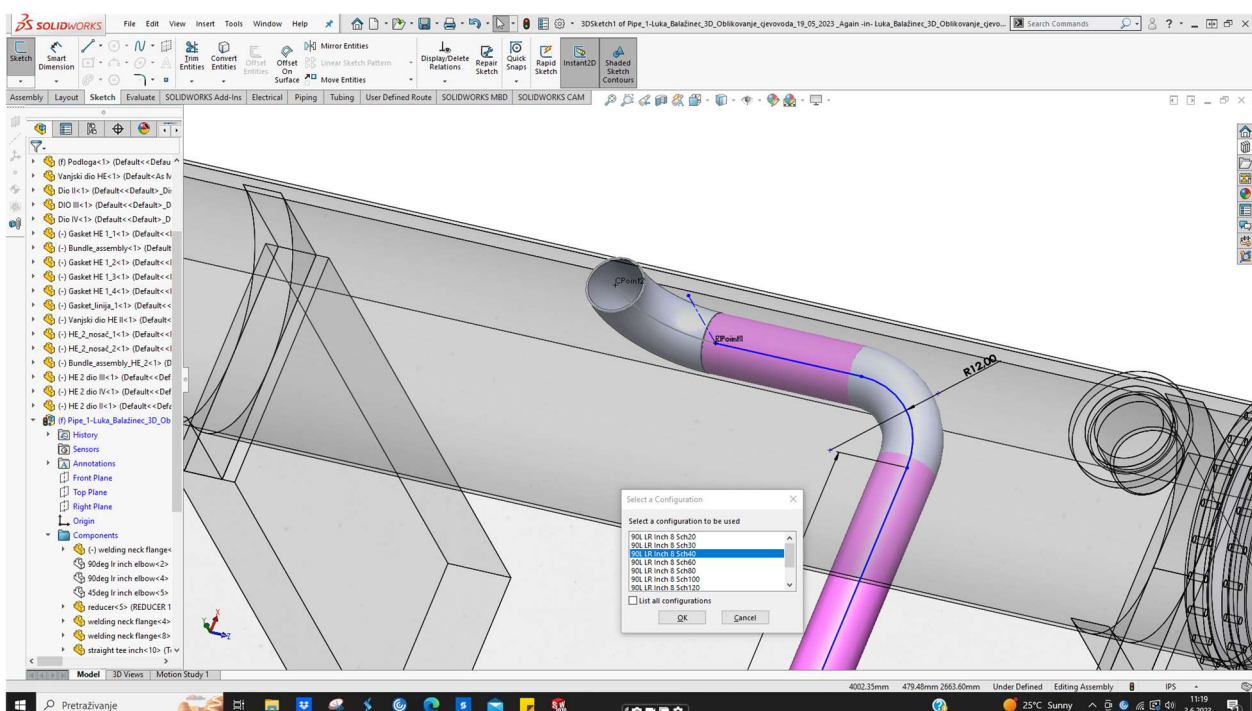 SOLIDWORKS File Edit View Insert Tools Window Help 3DSketch1 of Pipe_1-Luka_Balažinec_3D_Oblikovanje_cjevovoda_19_05_2023 _Again -in- Luka_Balažinec_3D_Oblikovanje_cjevo... Search Commands
Sketch Smart Dimension Trim Entities Convert Entities Offset Entities Offset On Surface Mirror Entities Linear Sketch Pattern Move Entities Display/Delete Relations Repair Sketch Quick Snaps Rapid Sketch Instant2D Shaded Sketch Contours
Assembly Layout Sketch Evaluate SOLIDWORKS Add-Ins Electrical Piping Tubing User Defined Route SOLIDWORKS MBD SOLIDWORKS CAM
(f) Podloga<1> (Default<<Defau
Vanjski dio HE<1> (Default<As M
Dio II<1> (Default<<Default>_Di
DIO III<1> (Default<<Default>_D
Dio IV<1> (Default<<Default>_D
(-) Gasket HE 1_1<1> (Default<<
(-) Bundle_assembly<1> (Default
(-) Gasket HE 1_2<1> (Default<<
(-) Gasket HE 1_3<1> (Default<<
(-) Gasket HE 1_4<1> (Default<<
(-) Gasket_linija_1<1> (Default<<
(-) Vanjski dio HE II<1> (Default<
(-) HE_2_nosač_1<1> (Default<<
(-) HE_2_nosač_2<1> (Default<<
(-) Bundle_assembly_HE_2<1> (D
(-) HE 2 dio III<1> (Default<<Def
(-) HE 2 dio IV<1> (Default<<Def
(-) HE 2 dio II<1> (Default<<Defa
(f) Pipe_1-Luka_Balažinec_3D_Ob
History
Sensors
Annotations
Front Plane
Top Plane
Right Plane
Origin
Components
(-) welding neck flange<
90deg lr inch elbow<2>
90deg lr inch elbow<4>
45deg lr inch elbow<5>
reducer<5> (REDUCER 1
welding neck flange<4>
welding neck flange<8>
straight tee inch<10> (T
CPoint2
R12.00
Select a Configuration
Select a configuration to be used
90L LR Inch 8 Sch20
90L LR Inch 8 Sch30
90L LR Inch 8 Sch40
90L LR Inch 8 Sch60
90L LR Inch 8 Sch80
90L LR Inch 8 Sch100
90L LR Inch 8 Sch120
List all configurations
OK Cancel
X
Y
Z
Model 3D Views Motion Study 1
4002.35mm 479.48mm 2663.60mm Under Defined Editing Assembly IPS
Pretraživanje 25°C Sunny 11:19